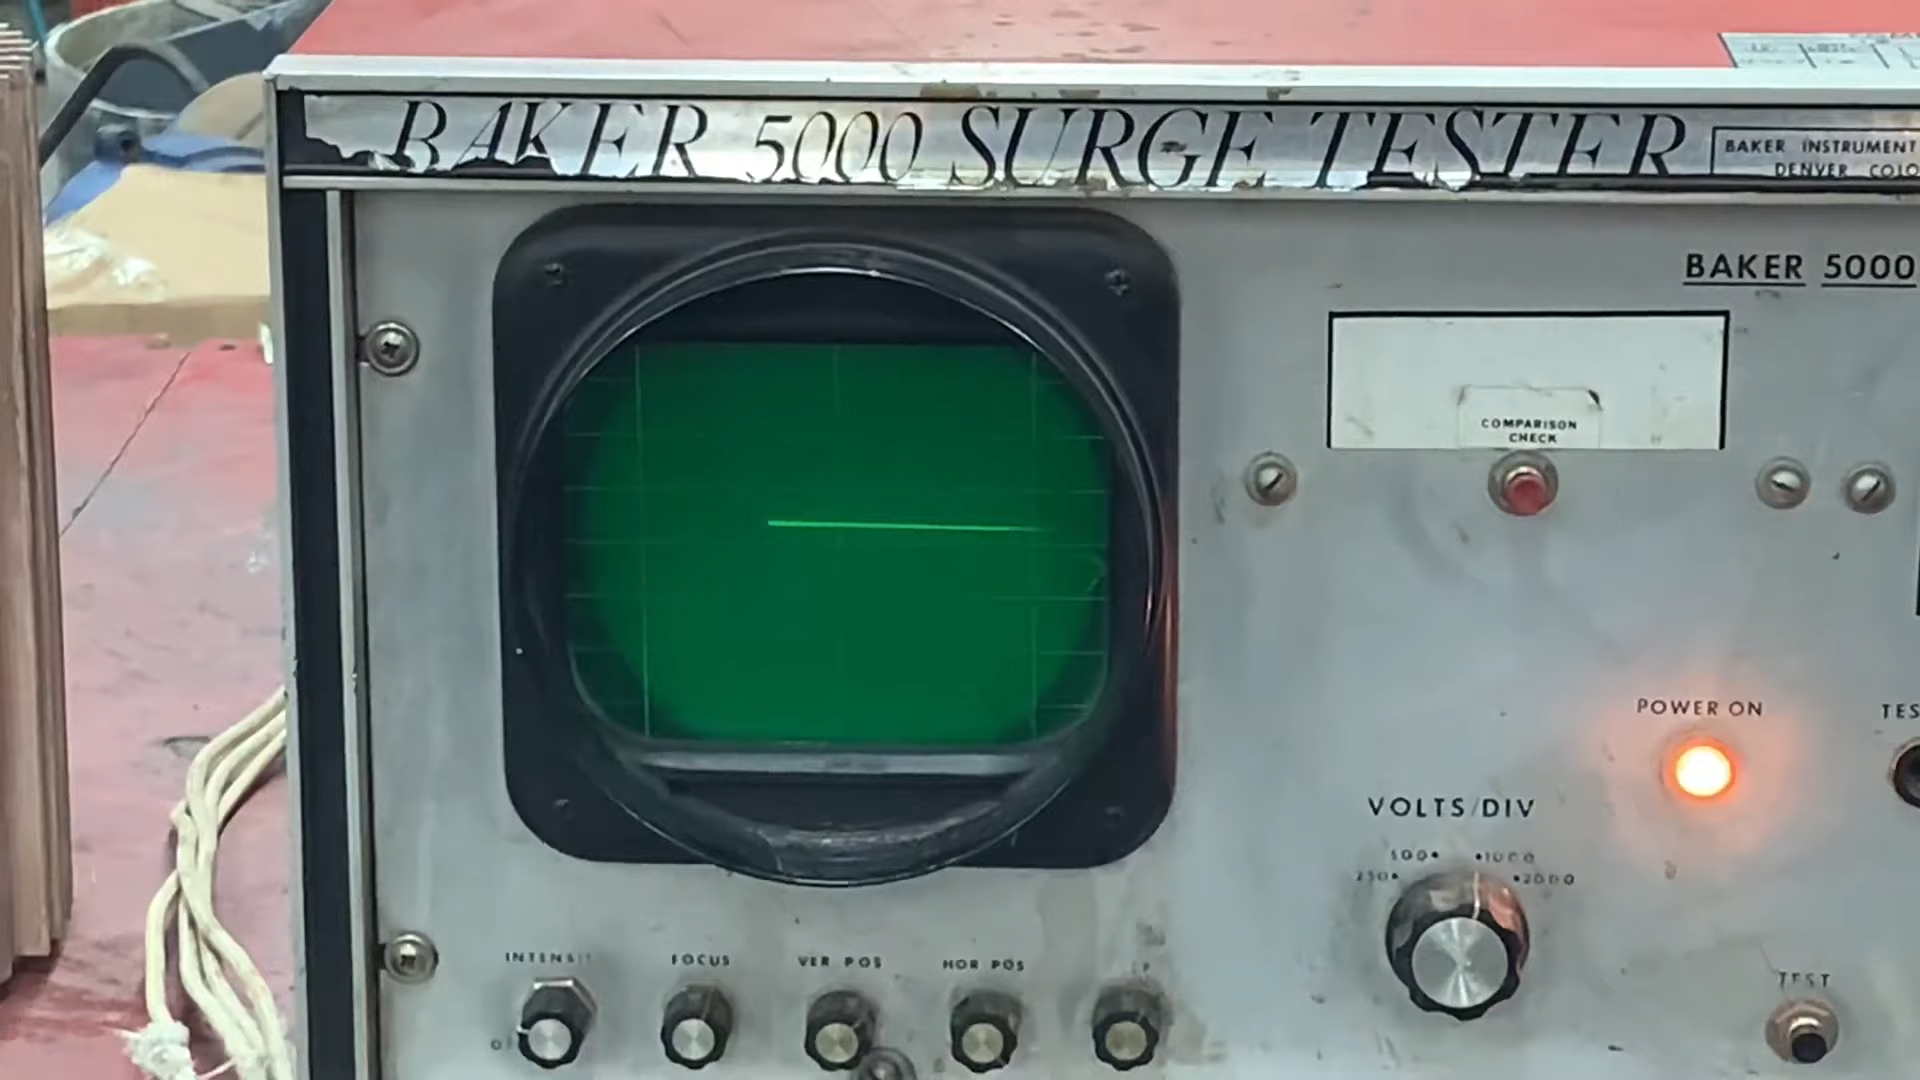 BAKER 5000 SURGE TESTER
BAKER INSTRUMENT
DENVER COLO
BAKER 5000
COMPARISON
CHECK
POWER ON
TES
VOLTS/DIV
500 1000
250 2000
INTENSIT
FOCUS
VER POS
HOR POS
TEST